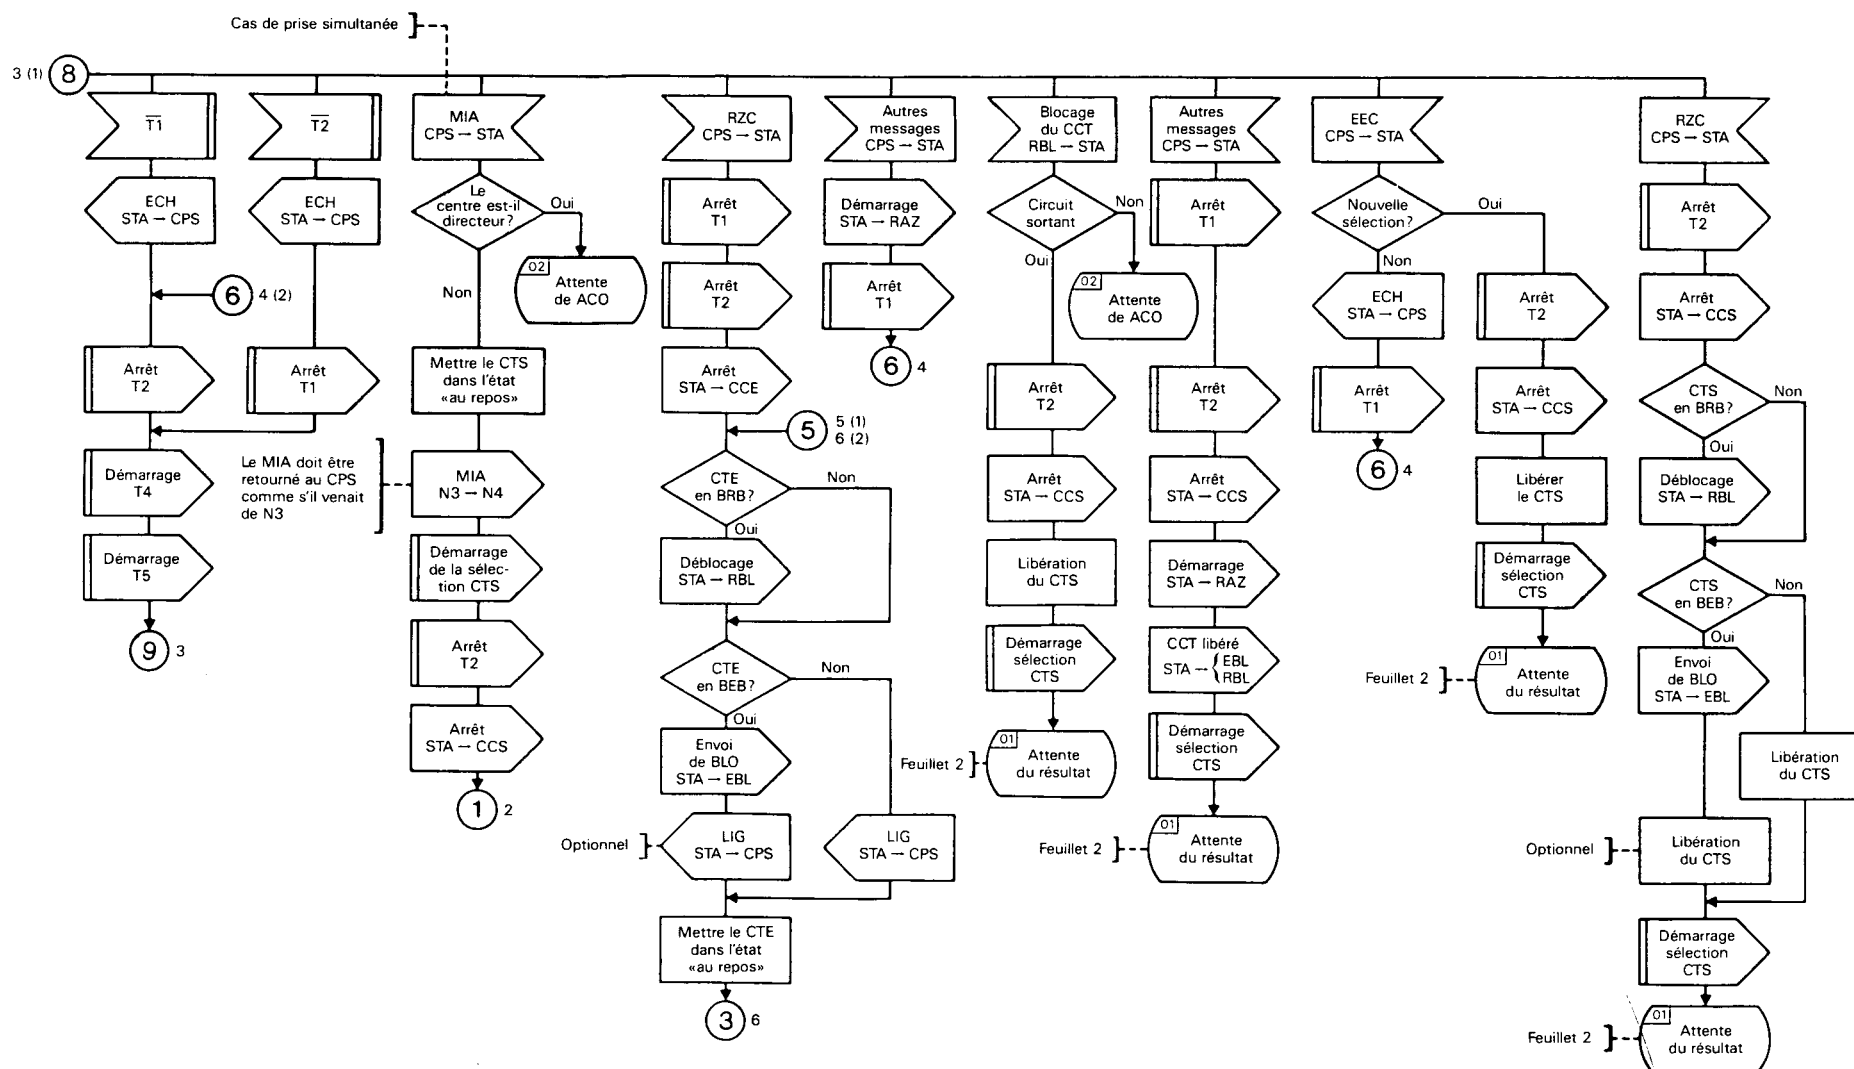 Cas de prise simultanée
3 (1) 8
T1
ECH
STA → CPS
6 4 (2)
Arrêt
T2
Démarrage
T4
Démarrage
T5
9 3
T2
ECH
STA → CPS
Arrêt
T1
MIA
CPS → STA
Le
centre est-il
directeur?
Oui
02
Attente
de ACO
Non
Mettre le CTS
dans l'état
«au repos»
Le MIA doit être
retourné au CPS
comme s'il venait
de N3
MIA
N3 → N4
Démarrage
de la sélec-
tion CTS
Arrêt
T2
Arrêt
STA → CCS
1 2
RZC
CPS → STA
Arrêt
T1
Arrêt
T2
Arrêt
STA → CCE
5 5 (1)
6 (2)
CTE
en BRB?
Non
Oui
Déblocage
STA → RBL
CTE
en BEB?
Non
Oui
Envoi
de BLO
STA → EBL
Optionnel
LIG
STA → CPS
LIG
STA → CPS
Mettre le CTE
dans l'état
«au repos»
3 6
Autres
messages
CPS → STA
Démarrage
STA → RAZ
Arrêt
T1
6 4
Blocage
du CCT
RBL → STA
Circuit
sortant
Non
Oui
02
Attente
de ACO
Arrêt
T2
Arrêt
STA → CCS
Libération
du CTS
Démarrage
sélection
CTS
Feuillet 2
01
Attente
du résultat
Autres
messages
CPS → STA
Arrêt
T1
Arrêt
T2
Arrêt
STA → CCS
Démarrage
STA → RAZ
CCT libéré
STA → { EBL
RBL
Démarrage
sélection
CTS
Feuillet 2
01
Attente
du résultat
EEC
CPS → STA
Nouvelle
sélection?
Oui
Non
ECH
STA → CPS
Arrêt
T1
6 4
Arrêt
T2
Arrêt
STA → CCS
Libérer
le CTS
Démarrage
sélection
CTS
Feuillet 2
01
Attente
du résultat
RZC
CPS → STA
Arrêt
T2
Arrêt
STA → CCS
CTS
en BRB?
Non
Oui
Déblocage
STA → RBL
CTS
en BEB?
Non
Oui
Envoi
de BLO
STA → EBL
Libération
du CTS
Optionnel
Libération
du CTS
Démarrage
sélection
CTS
Feuillet 2
01
Attente
du résultat